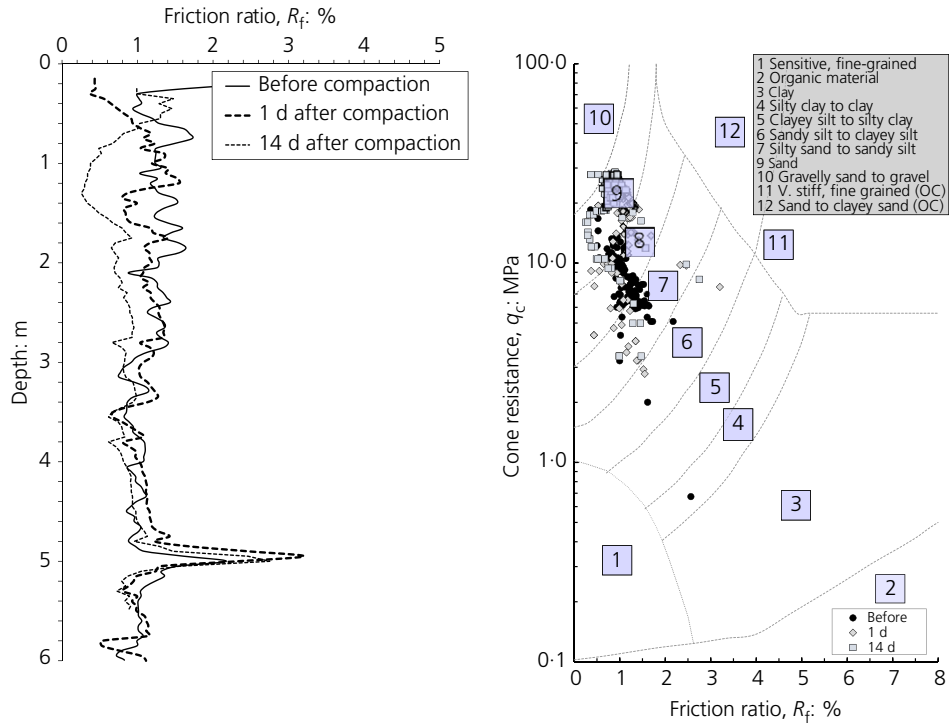 Friction ratio, Rf: %
0 1 2 3 4 5
0
1
2
3
4
5
6
Depth: m
Before compaction
1 d after compaction
14 d after compaction
100·0
10·0
1·0
0·1
Cone resistance, qc: MPa
1 Sensitive, fine-grained
2 Organic material
3 Clay
4 Silty clay to clay
5 Clayey silt to silty clay
6 Sandy silt to clayey silt
7 Silty sand to sandy silt
9 Sand
10 Gravelly sand to gravel
11 V. stiff, fine grained (OC)
12 Sand to clayey sand (OC)
10
12
9
8
11
7
6
5
4
3
1
2
Before
1 d
14 d
0 1 2 3 4 5 6 7 8
Friction ratio, Rf: %